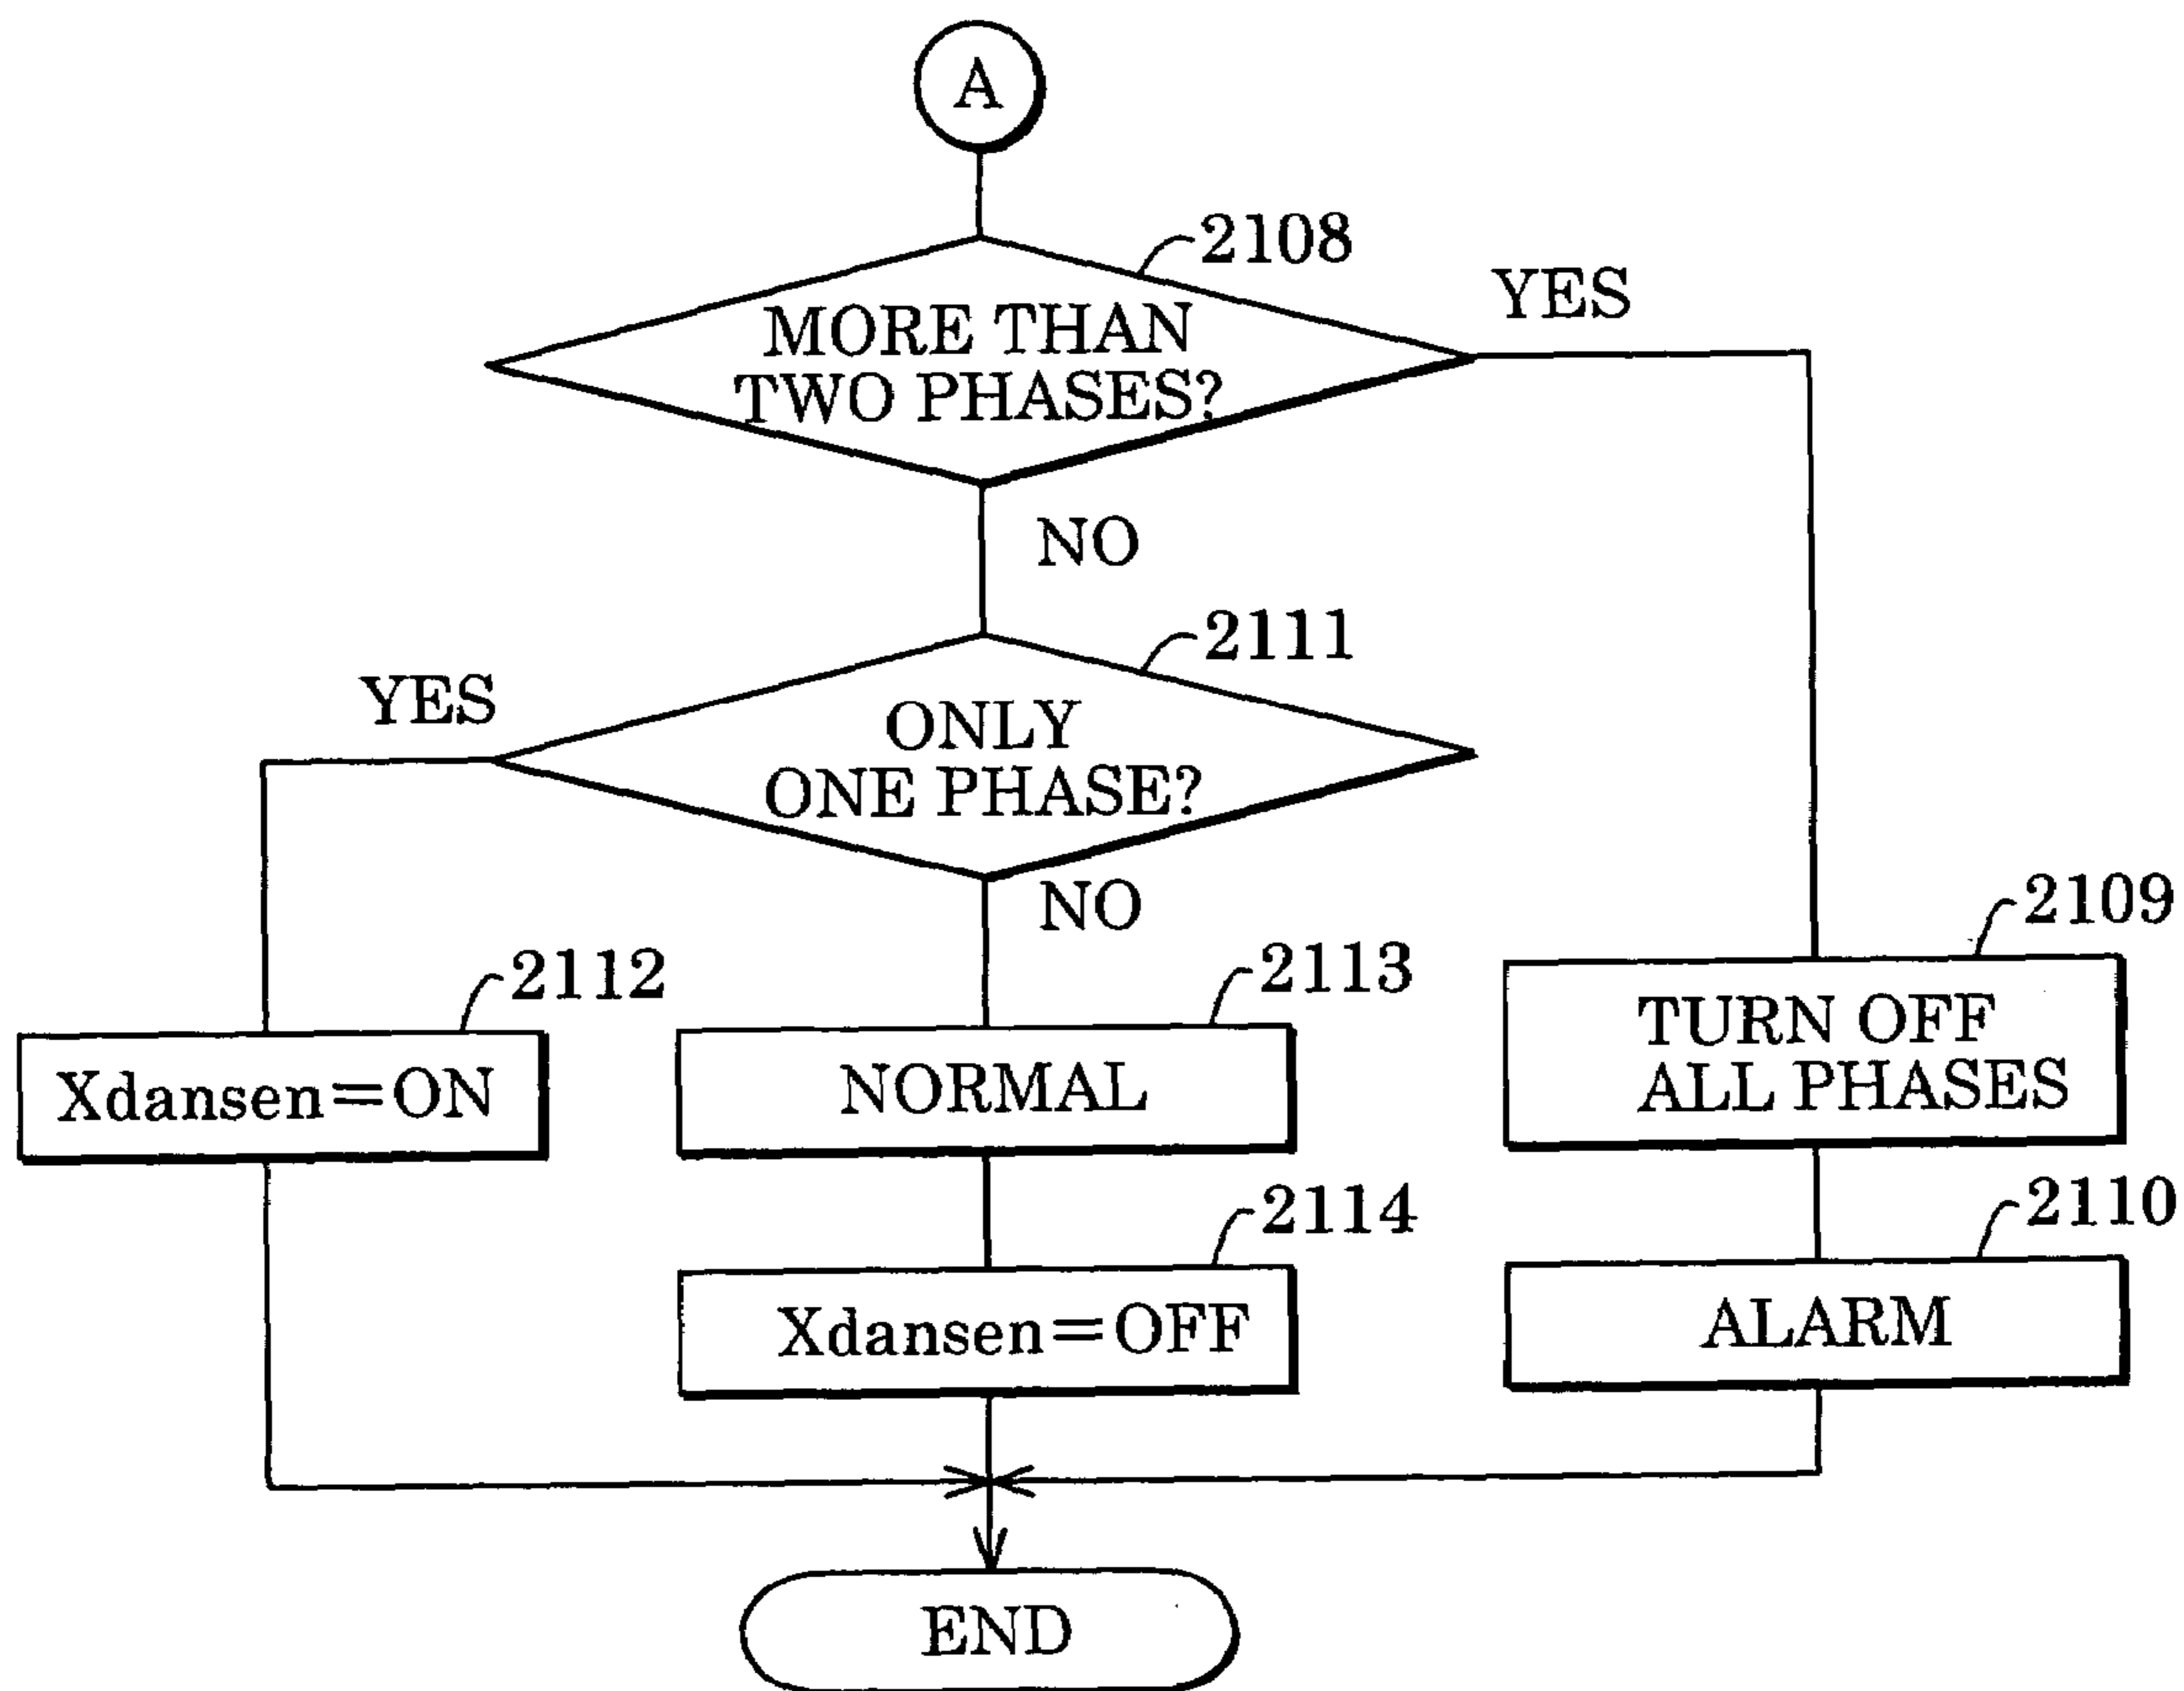 A
2108
YES
MORE THAN
TWO PHASES?
NO
2111
YES
ONLY
ONE PHASE?
NO
2109
2112
2113
TURN OFF
ALL PHASES
Xdansen=ON
NORMAL
2114
2110
Xdansen=OFF
ALARM
END